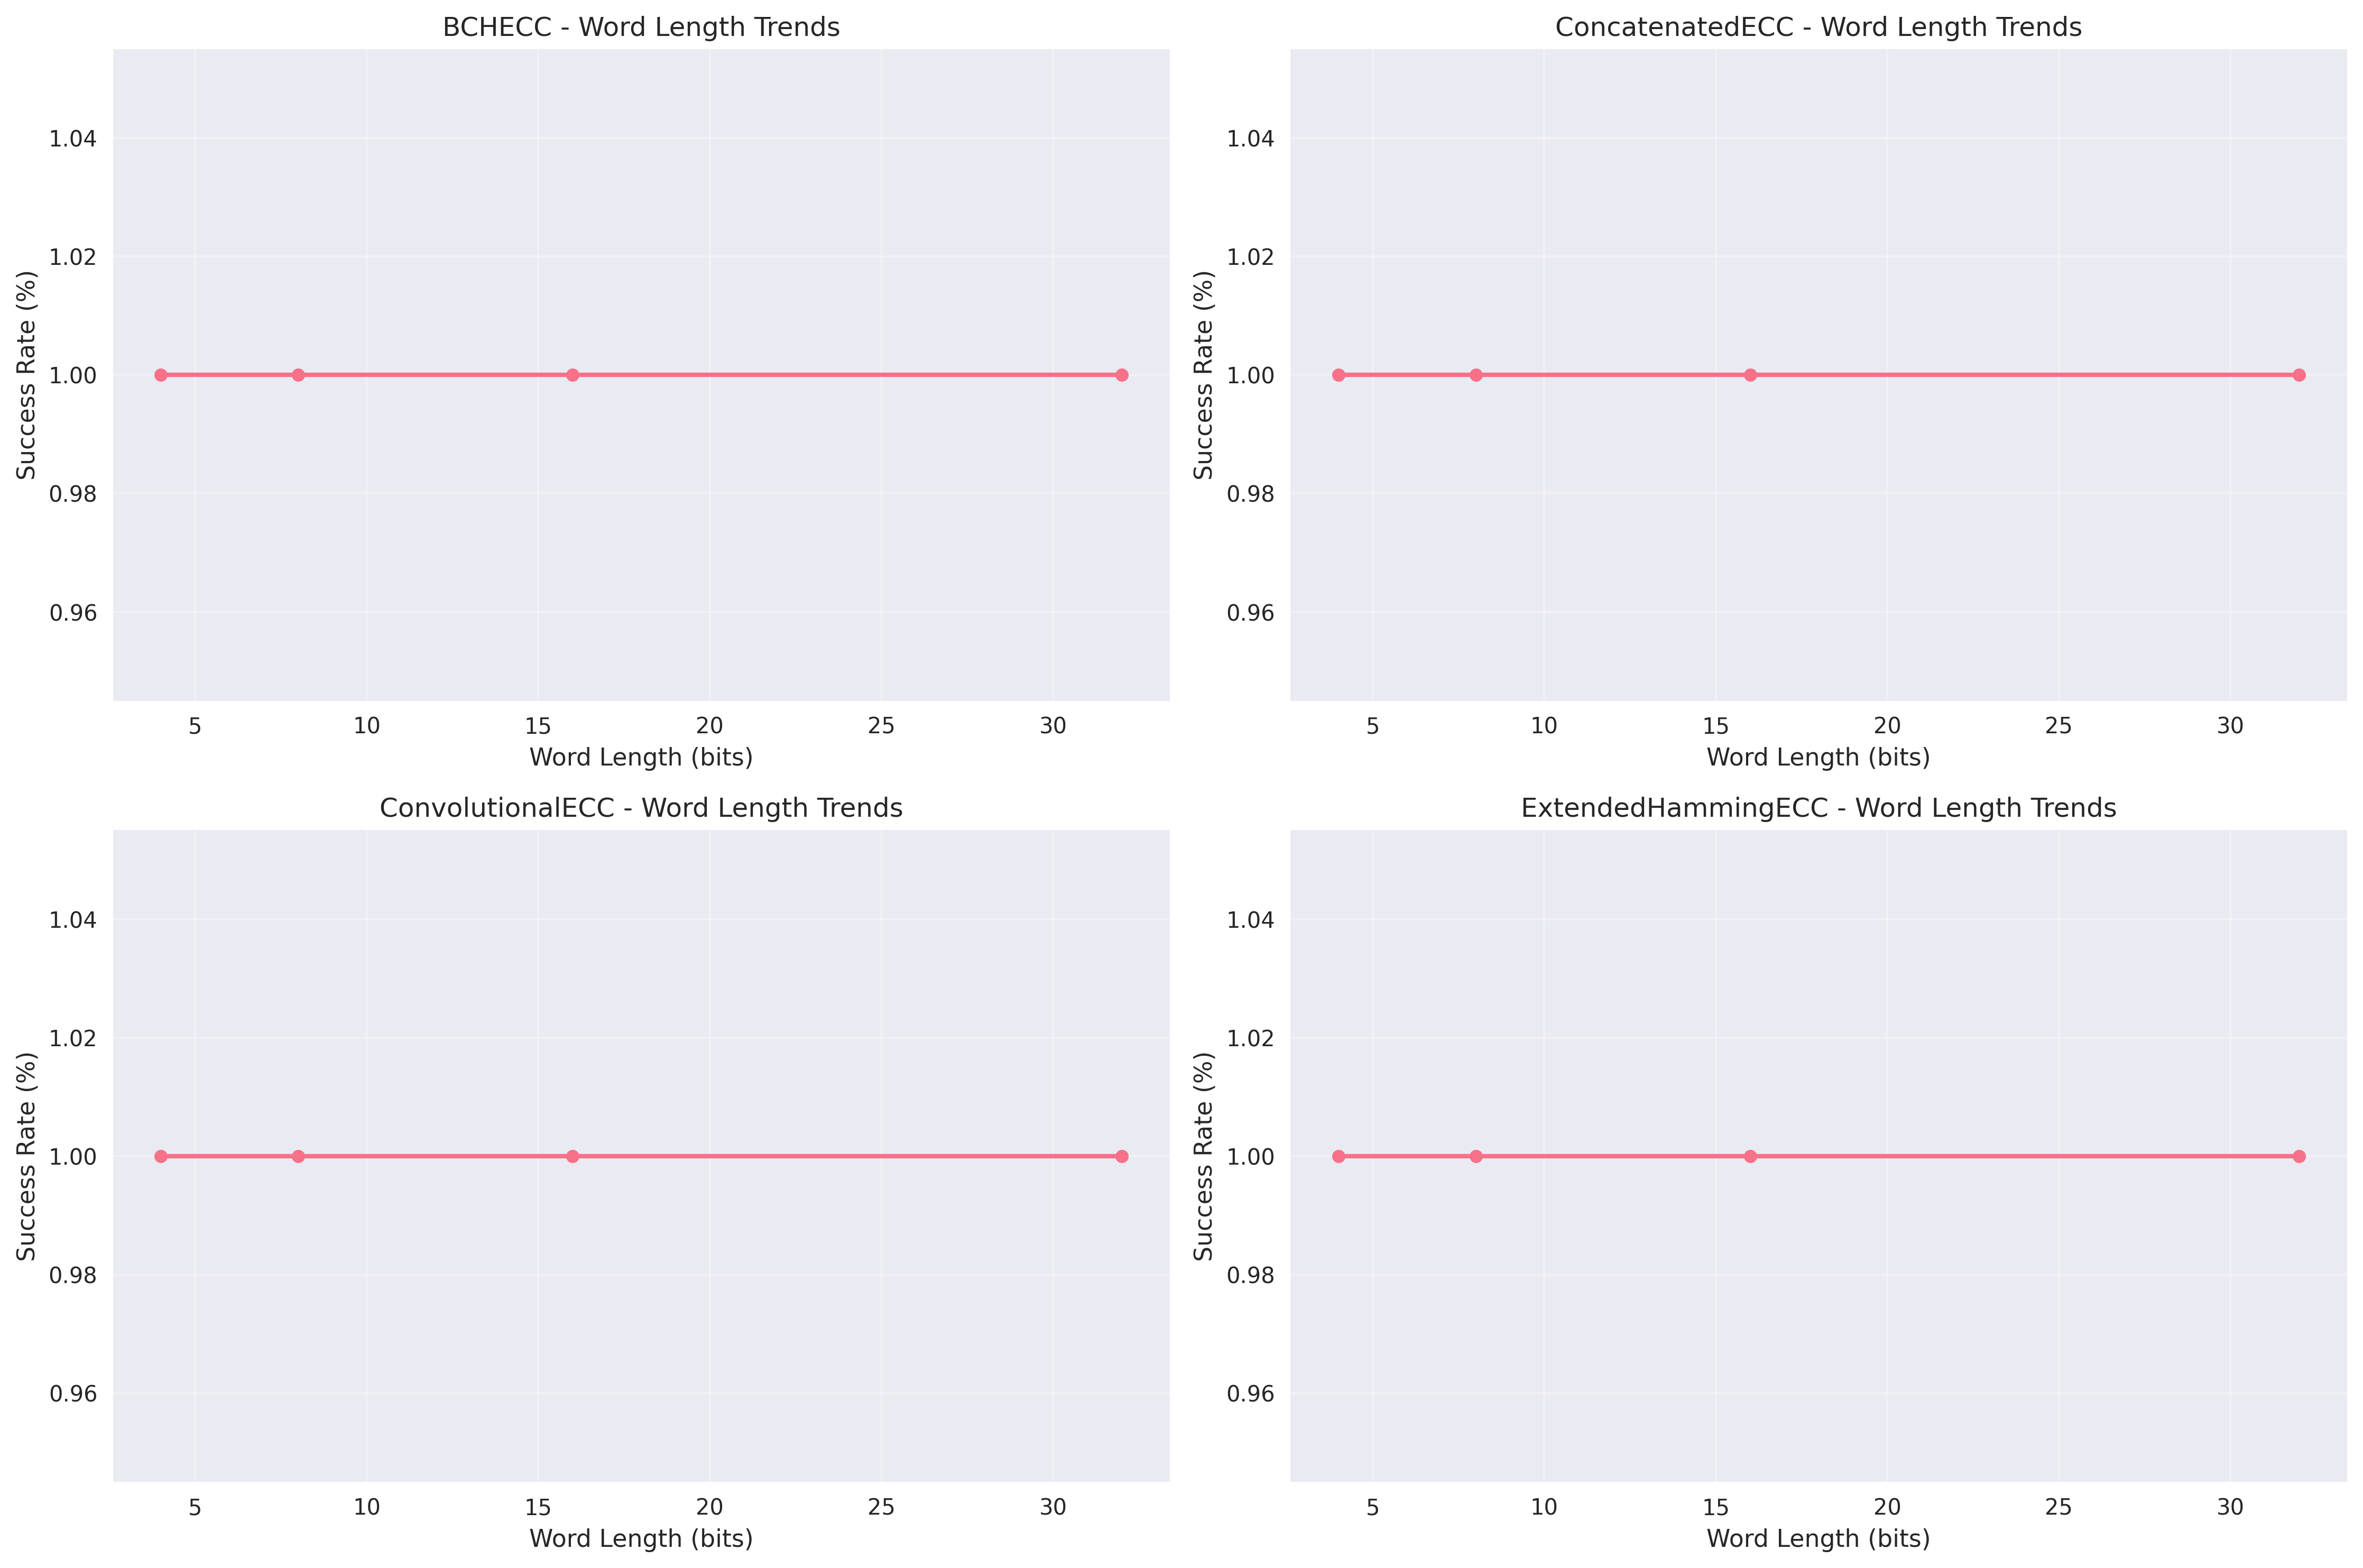 BCHECC - Word Length Trends
Success Rate (%)
1.04
1.02
1.00
0.98
0.96
5 10 15 20 25 30
Word Length (bits)
ConcatenatedECC - Word Length Trends
Success Rate (%)
1.04
1.02
1.00
0.98
0.96
5 10 15 20 25 30
Word Length (bits)
ConvolutionalECC - Word Length Trends
Success Rate (%)
1.04
1.02
1.00
0.98
0.96
5 10 15 20 25 30
Word Length (bits)
ExtendedHammingECC - Word Length Trends
Success Rate (%)
1.04
1.02
1.00
0.98
0.96
5 10 15 20 25 30
Word Length (bits)